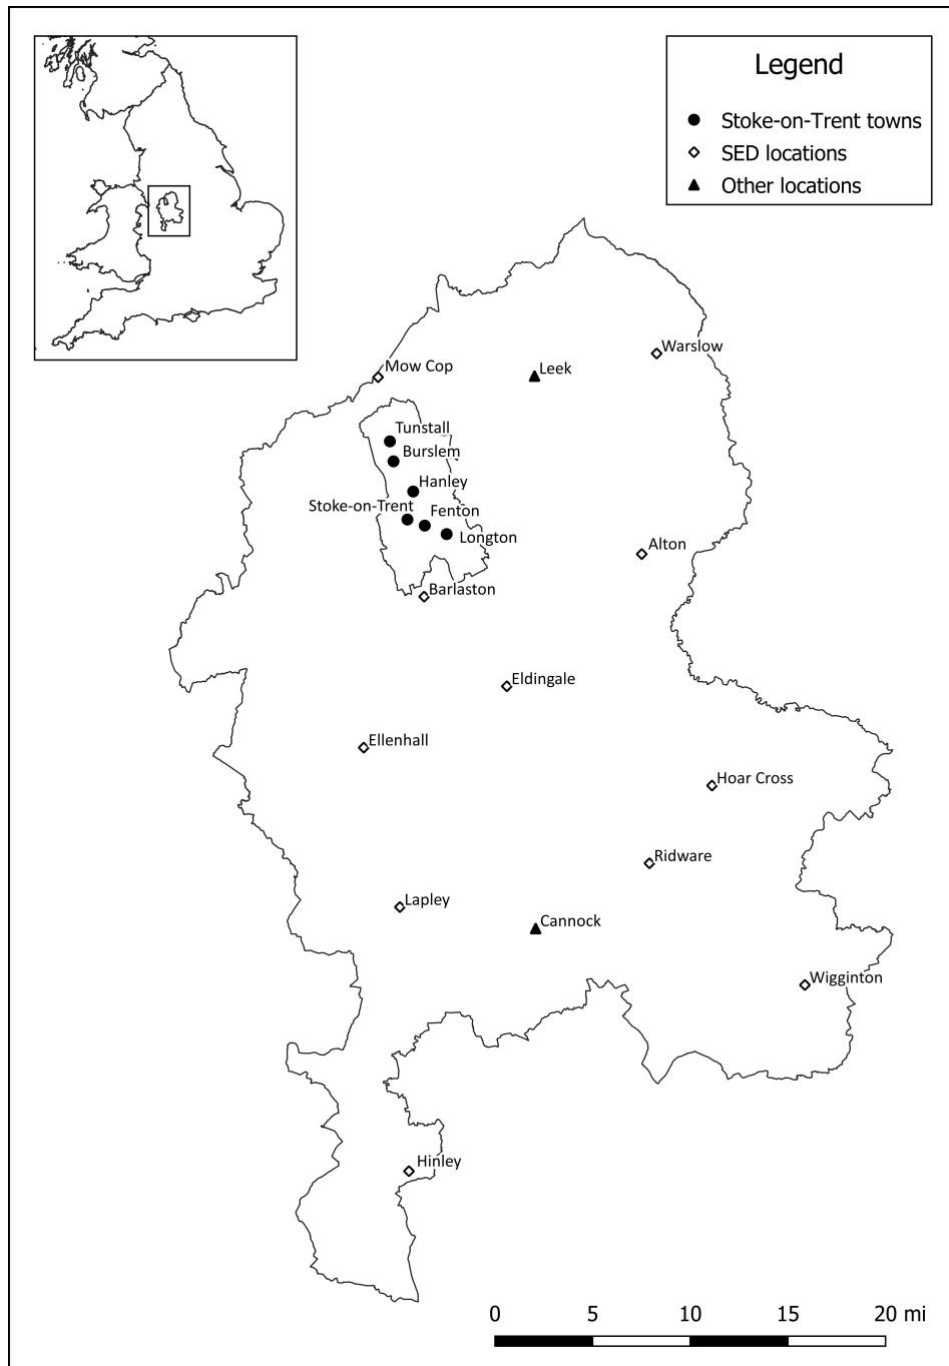 Legend
Stoke-on-Trent towns
SED locations
Other locations
Warslow
Mow Cop
Leek
Tunstall
Burslem
Hanley
Stoke-on-Trent
Fenton
Longton
Alton
Barlaston
Eldingale
Ellenhall
Hoar Cross
Ridware
Lapley
Cannock
Wigginton
Hinley
0 5 10 15 20 mi